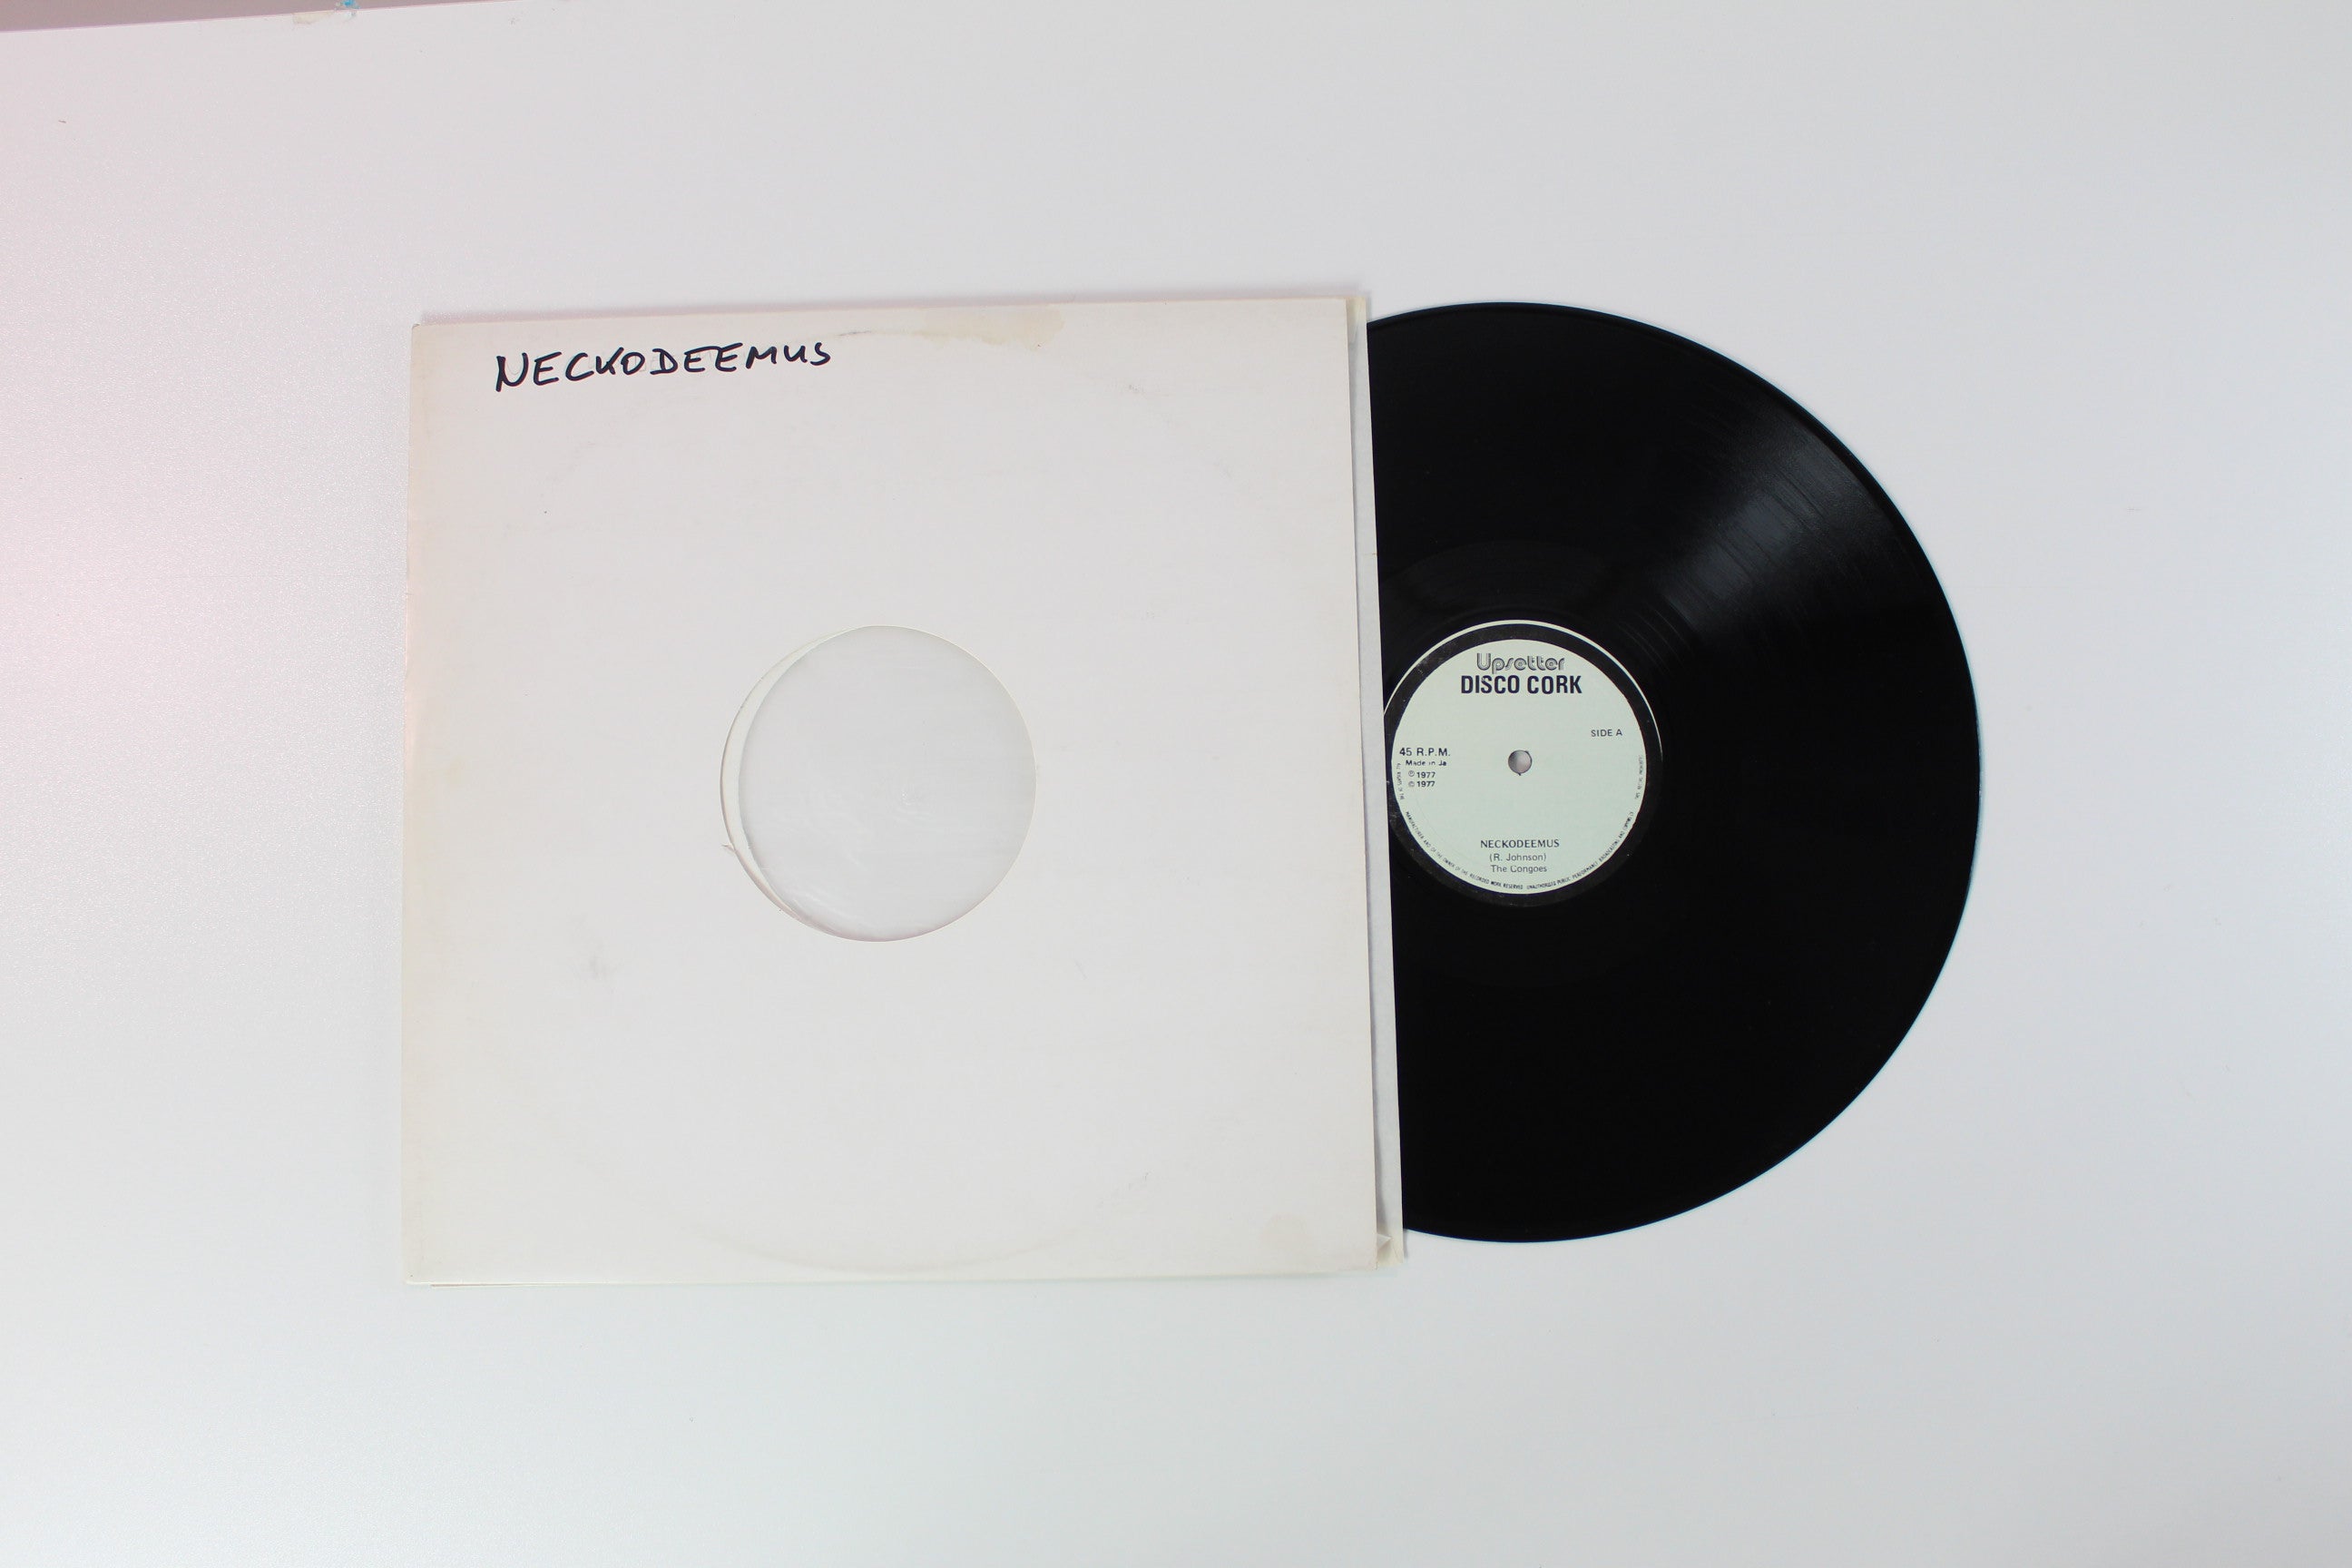 NECKODEEMUS
Upsetter
DISCO CORK
SIDE A
45 R.P.M.
Made in Ja
℗ 1977
© 1977
NECKODEEMUS
(R. Johnson)
The Congoes